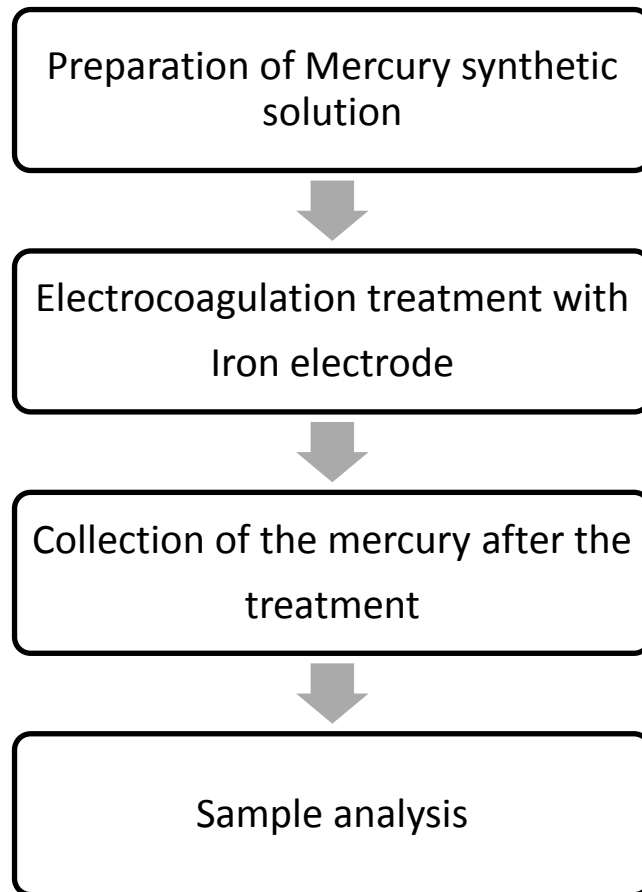 Preparation of Mercury synthetic
solution
Electrocoagulation treatment with
Iron electrode
Collection of the mercury after the
treatment
Sample analysis